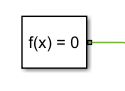 f(x) = 0